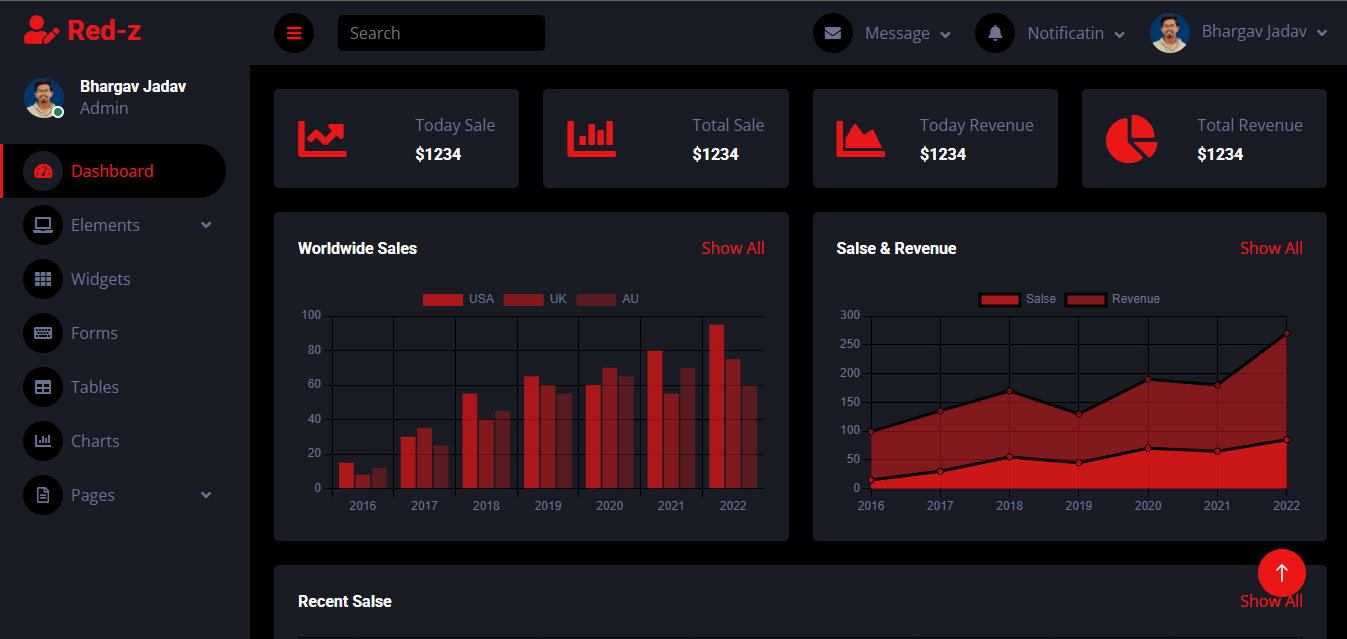 Red-z
Search
Message
Notificatin
Bhargav Jadav
Bhargav Jadav
Admin
Dashboard
Elements
Widgets
Forms
Tables
Charts
Pages
Today Sale
$1234
Total Sale
$1234
Today Revenue
$1234
Total Revenue
$1234
Worldwide Sales
Show All
USA UK AU
100
80
60
40
20
0
2016 2017 2018 2019 2020 2021 2022
Salse & Revenue
Show All
Salse Revenue
300
250
200
150
100
50
0
2016 2017 2018 2019 2020 2021 2022
Recent Salse
Show All